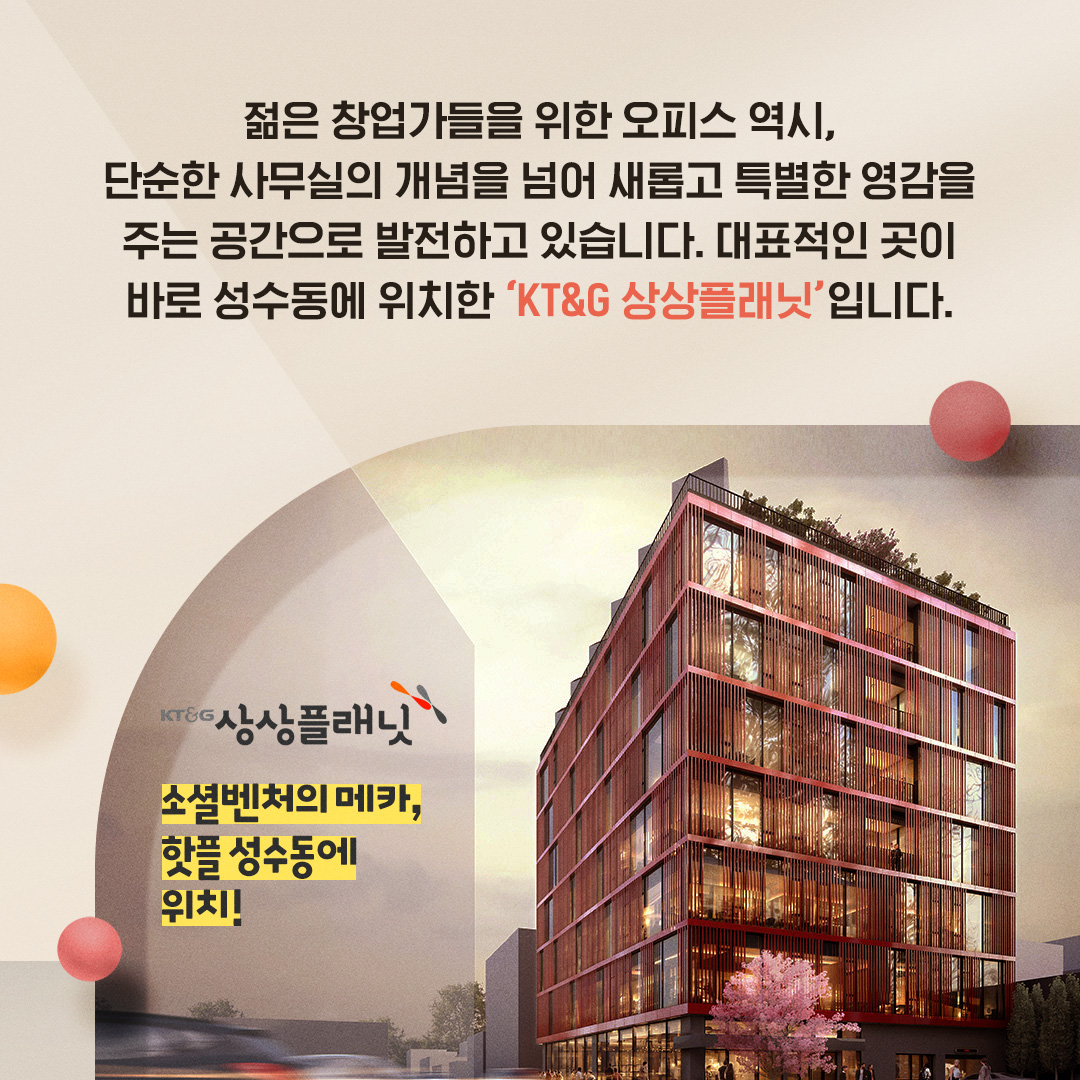 젊은 창업가들을 위한 오피스 역시,
단순한 사무실의 개념을 넘어 새롭고 특별한 영감을
주는 공간으로 발전하고 있습니다. 대표적인 곳이
바로 성수동에 위치한 ‘KT&G 상상플래닛’입니다.
KT&G 상상플래닛
소셜벤처의 메카,
핫플 성수동에
위치!